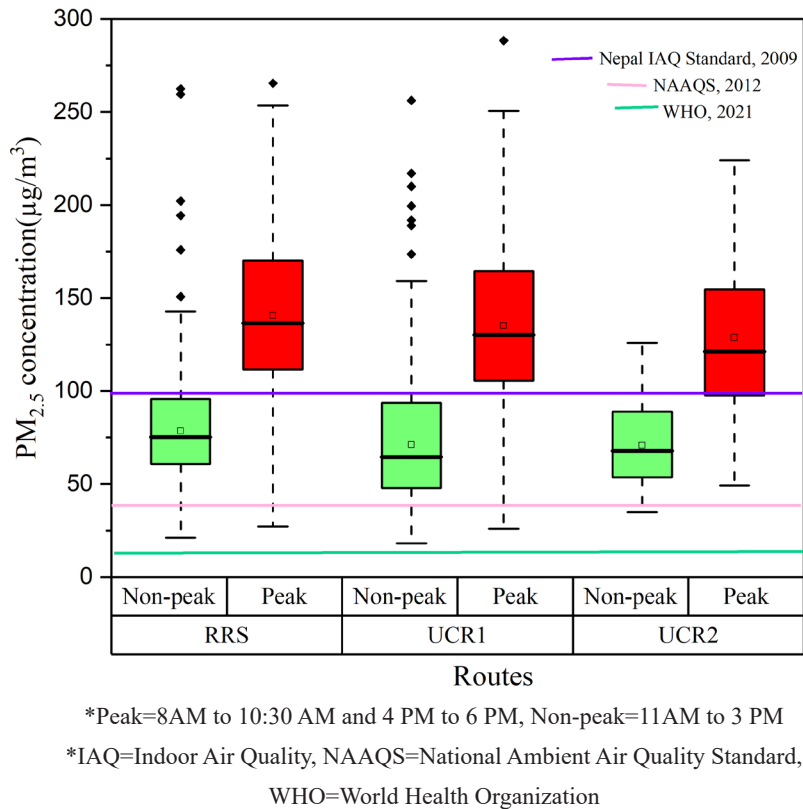 300
250
200
150
100
50
0
PM2.5 concentration(μg/m3)
Nepal IAQ Standard, 2009
NAAQS, 2012
WHO, 2021
Non-peak Peak Non-peak Peak Non-peak Peak
RRS UCR1 UCR2
Routes
*Peak=8AM to 10:30 AM and 4 PM to 6 PM, Non-peak=11AM to 3 PM
*IAQ=Indoor Air Quality, NAAQS=National Ambient Air Quality Standard,
WHO=World Health Organization